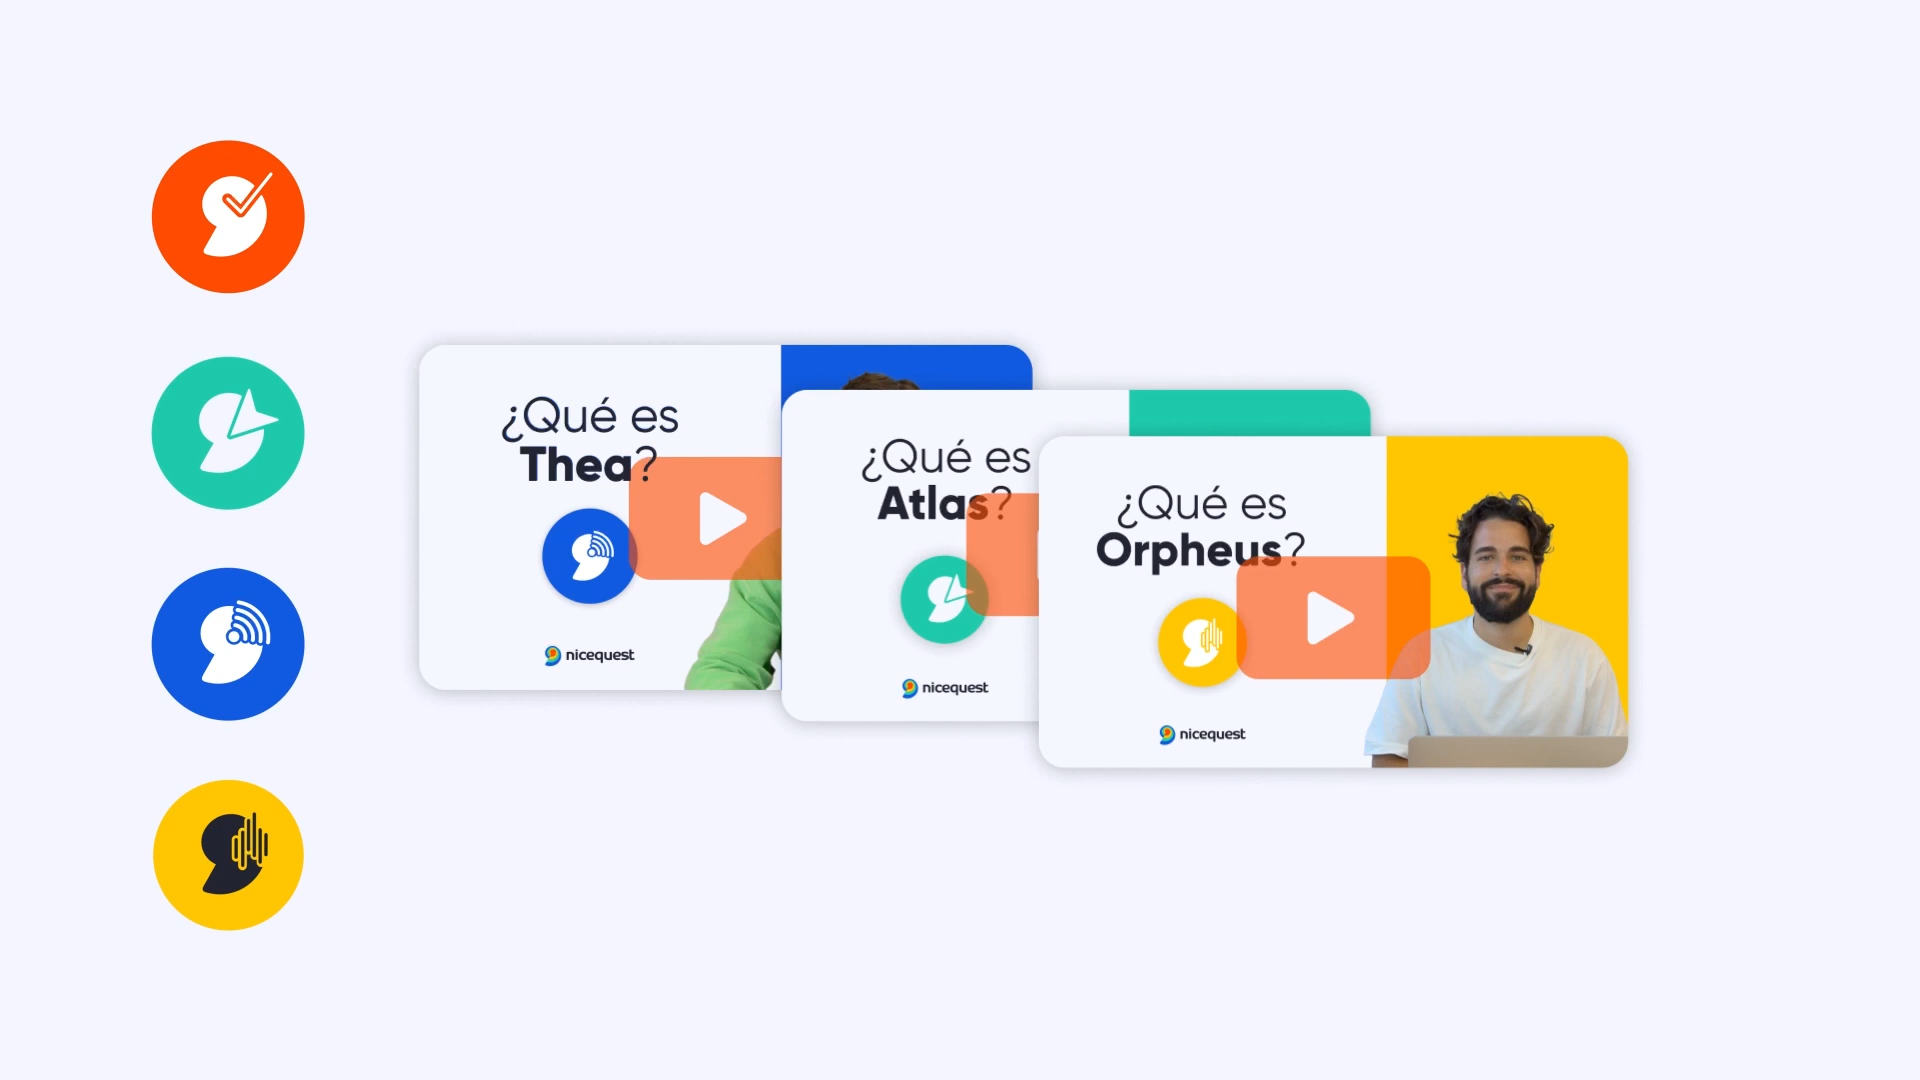 ¿Qué es
Thea?
nicequest
¿Qué es
Atlas?
nicequest
¿Qué es
Orpheus?
nicequest